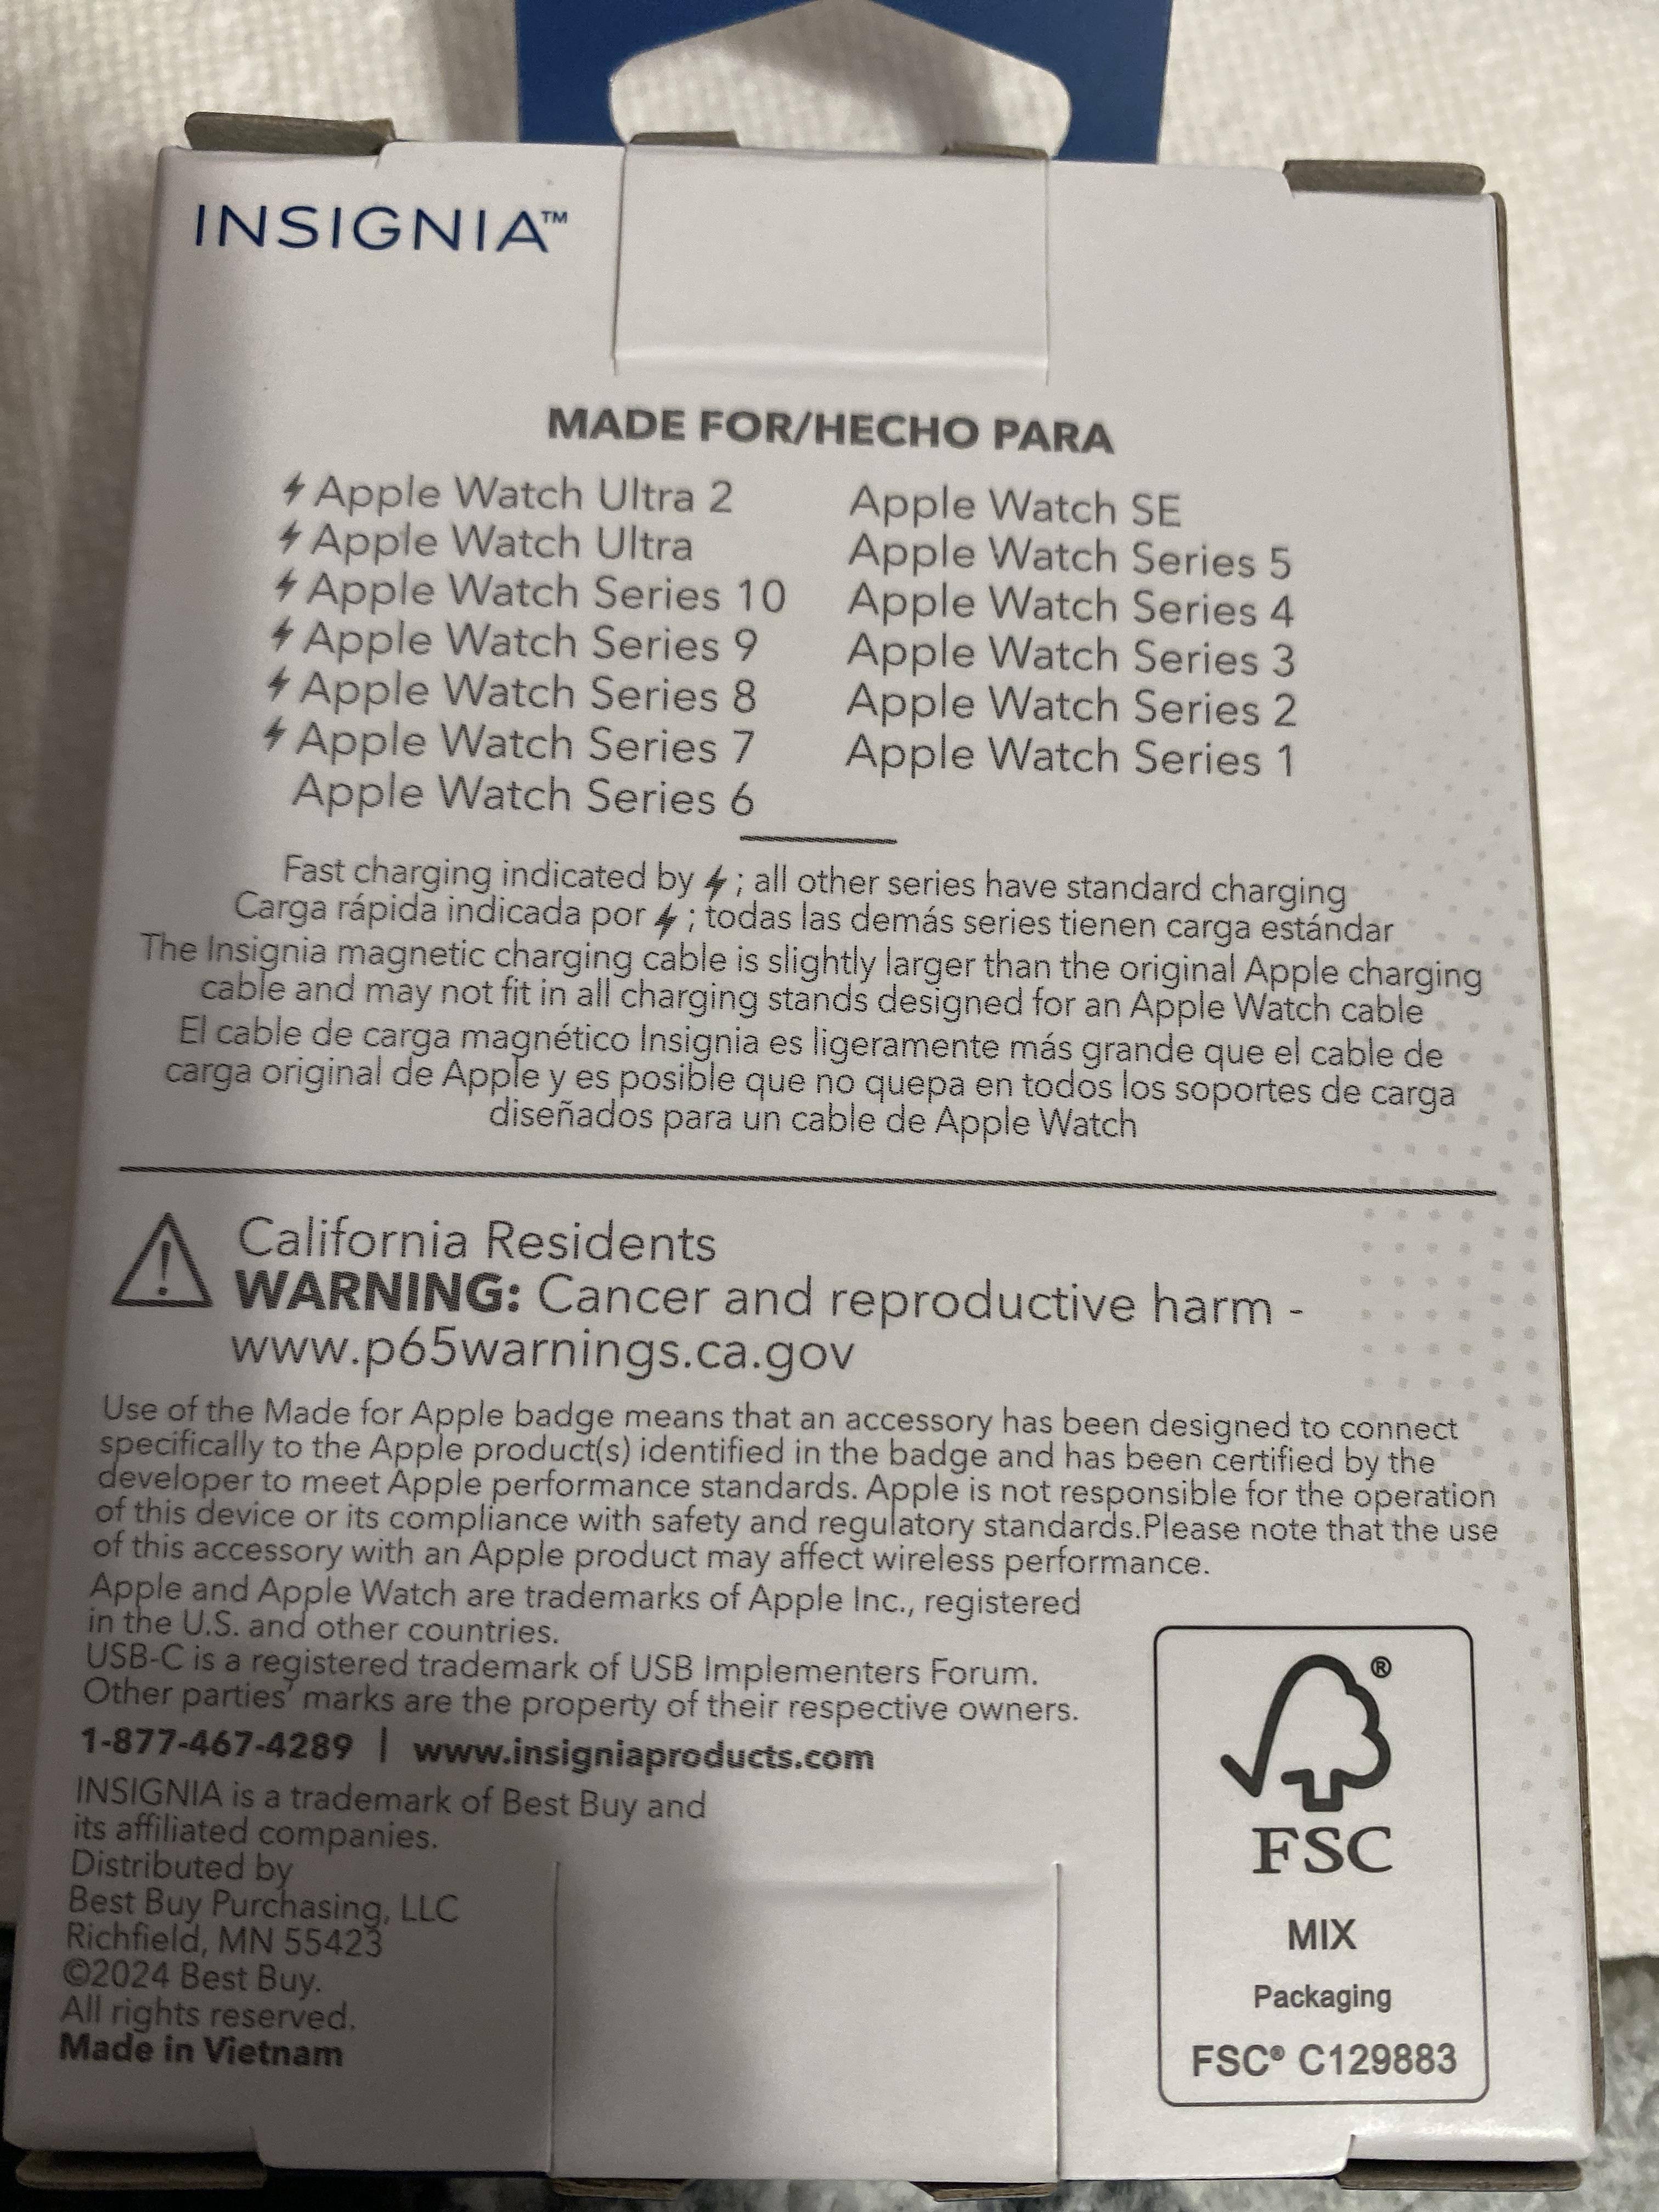 INSIGNIA™
MADE FOR/HECHO PARA
Apple Watch Ultra 2
Apple Watch Ultra
Apple Watch Series 10
Apple Watch Series 9
Apple Watch Series 8
Apple Watch Series 7
Apple Watch Series 6
Apple Watch SE
Apple Watch Series 5
Apple Watch Series 4
Apple Watch Series 3
Apple Watch Series 2
Apple Watch Series 1
Fast charging indicated by ; all other series have standard charging
Carga rápida indicada por ; todas las demás series tienen carga estándar
The Insignia magnetic charging cable is slightly larger than the original Apple charging
cable and may not fit in all charging stands designed for an Apple Watch cable
El cable de carga magnético Insignia es ligeramente más grande que el cable de
carga original de Apple y es posible que no quepa en todos los soportes de carga
diseñados para un cable de Apple Watch
California Residents
WARNING: Cancer and reproductive harm -
www.p65warnings.ca.gov
Use of the Made for Apple badge means that an accessory has been designed to connect
specifically to the Apple product(s) identified in the badge and has been certified by the
developer to meet Apple performance standards. Apple is not responsible for the operation
of this device or its compliance with safety and regulatory standards.Please note that the use
of this accessory with an Apple product may affect wireless performance.
Apple and Apple Watch are trademarks of Apple Inc., registered
in the U.S. and other countries.
USB-C is a registered trademark of USB Implementers Forum.
Other parties' marks are the property of their respective owners.
1-877-467-4289 | www.insigniaproducts.com
INSIGNIA is a trademark of Best Buy and
its affiliated companies.
Distributed by
Best Buy Purchasing, LLC
Richfield, MN 55423
©2024 Best Buy.
All rights reserved.
Made in Vietnam
®
FSC
MIX
Packaging
FSC® C129883